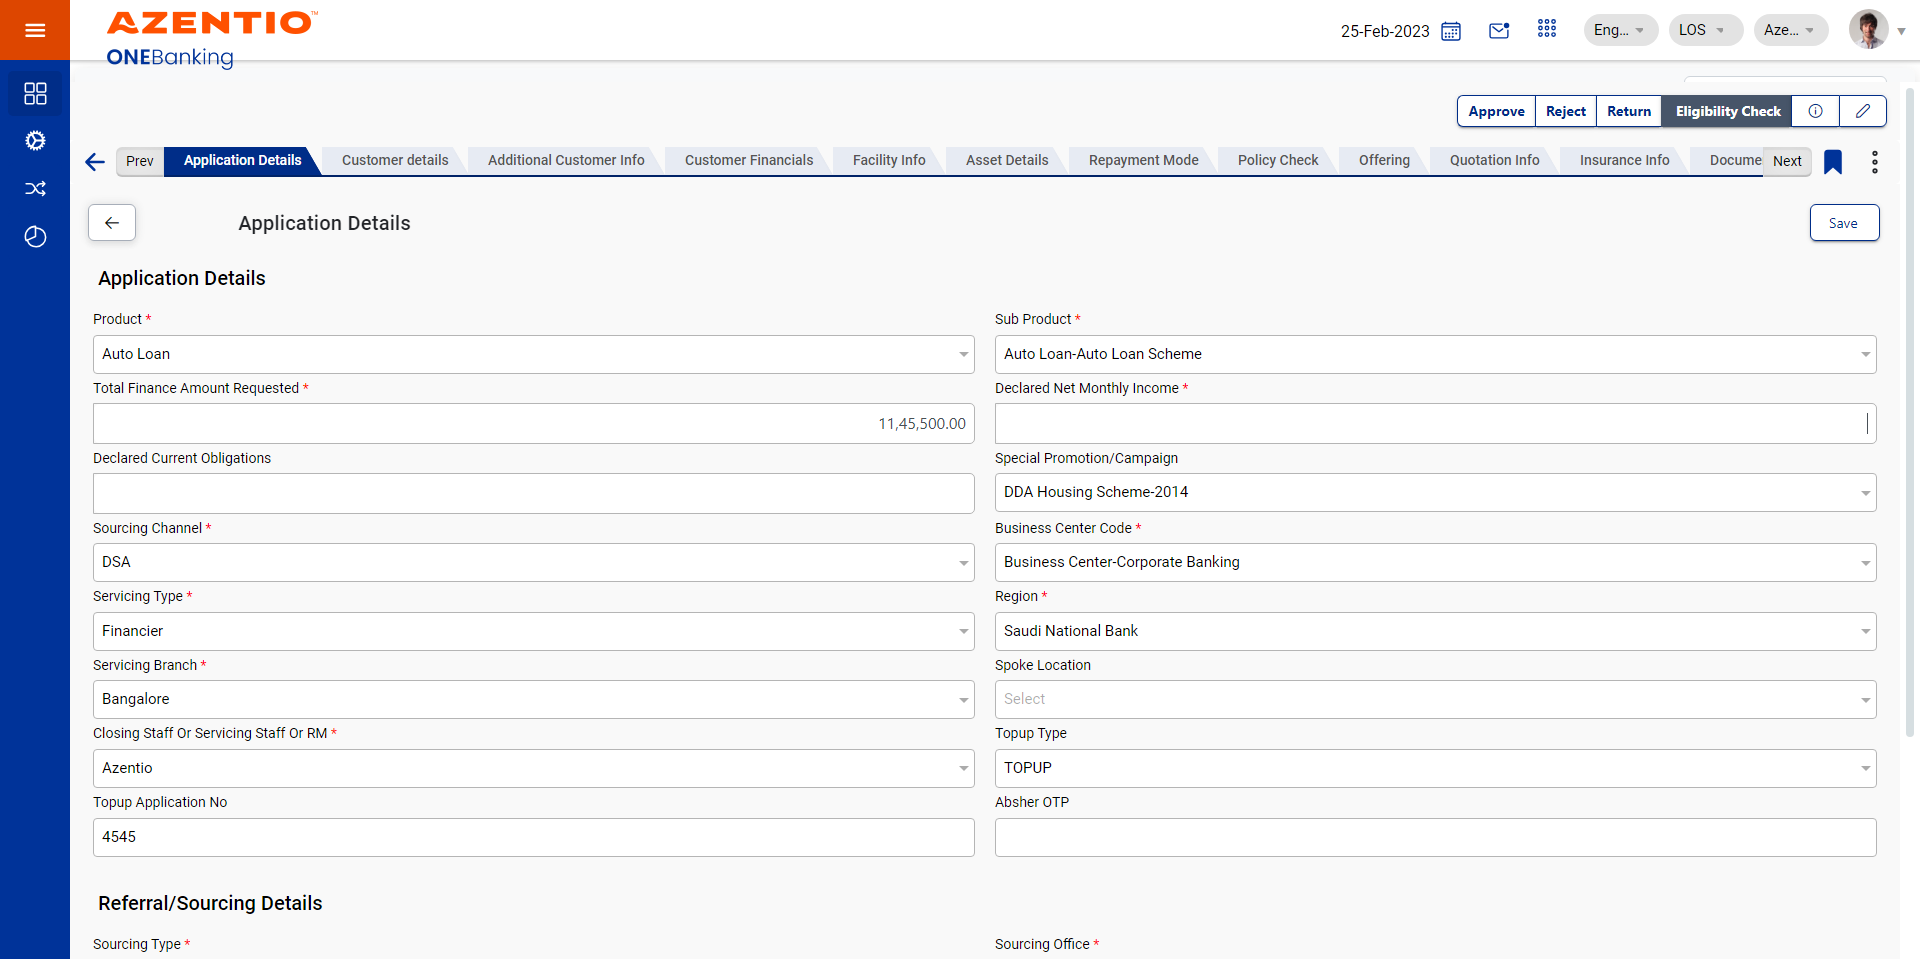 AZENTIO™
ONEBanking
25-Feb-2023
Eng...
LOS
Aze...
Approve
Reject
Return
Eligibility Check
Prev
Application Details
Customer details
Additional Customer Info
Customer Financials
Facility Info
Asset Details
Repayment Mode
Policy Check
Offering
Quotation Info
Insurance Info
Docume
Next
Application Details
Save
Application Details
Product *
Sub Product *
Auto Loan
Auto Loan-Auto Loan Scheme
Total Finance Amount Requested *
Declared Net Monthly Income *
11,45,500.00
Declared Current Obligations
Special Promotion/Campaign
DDA Housing Scheme-2014
Sourcing Channel *
Business Center Code *
DSA
Business Center-Corporate Banking
Servicing Type *
Region *
Financier
Saudi National Bank
Servicing Branch *
Spoke Location
Bangalore
Select
Closing Staff Or Servicing Staff Or RM *
Topup Type
Azentio
TOPUP
Topup Application No
Absher OTP
4545
Referral/Sourcing Details
Sourcing Type *
Sourcing Office *